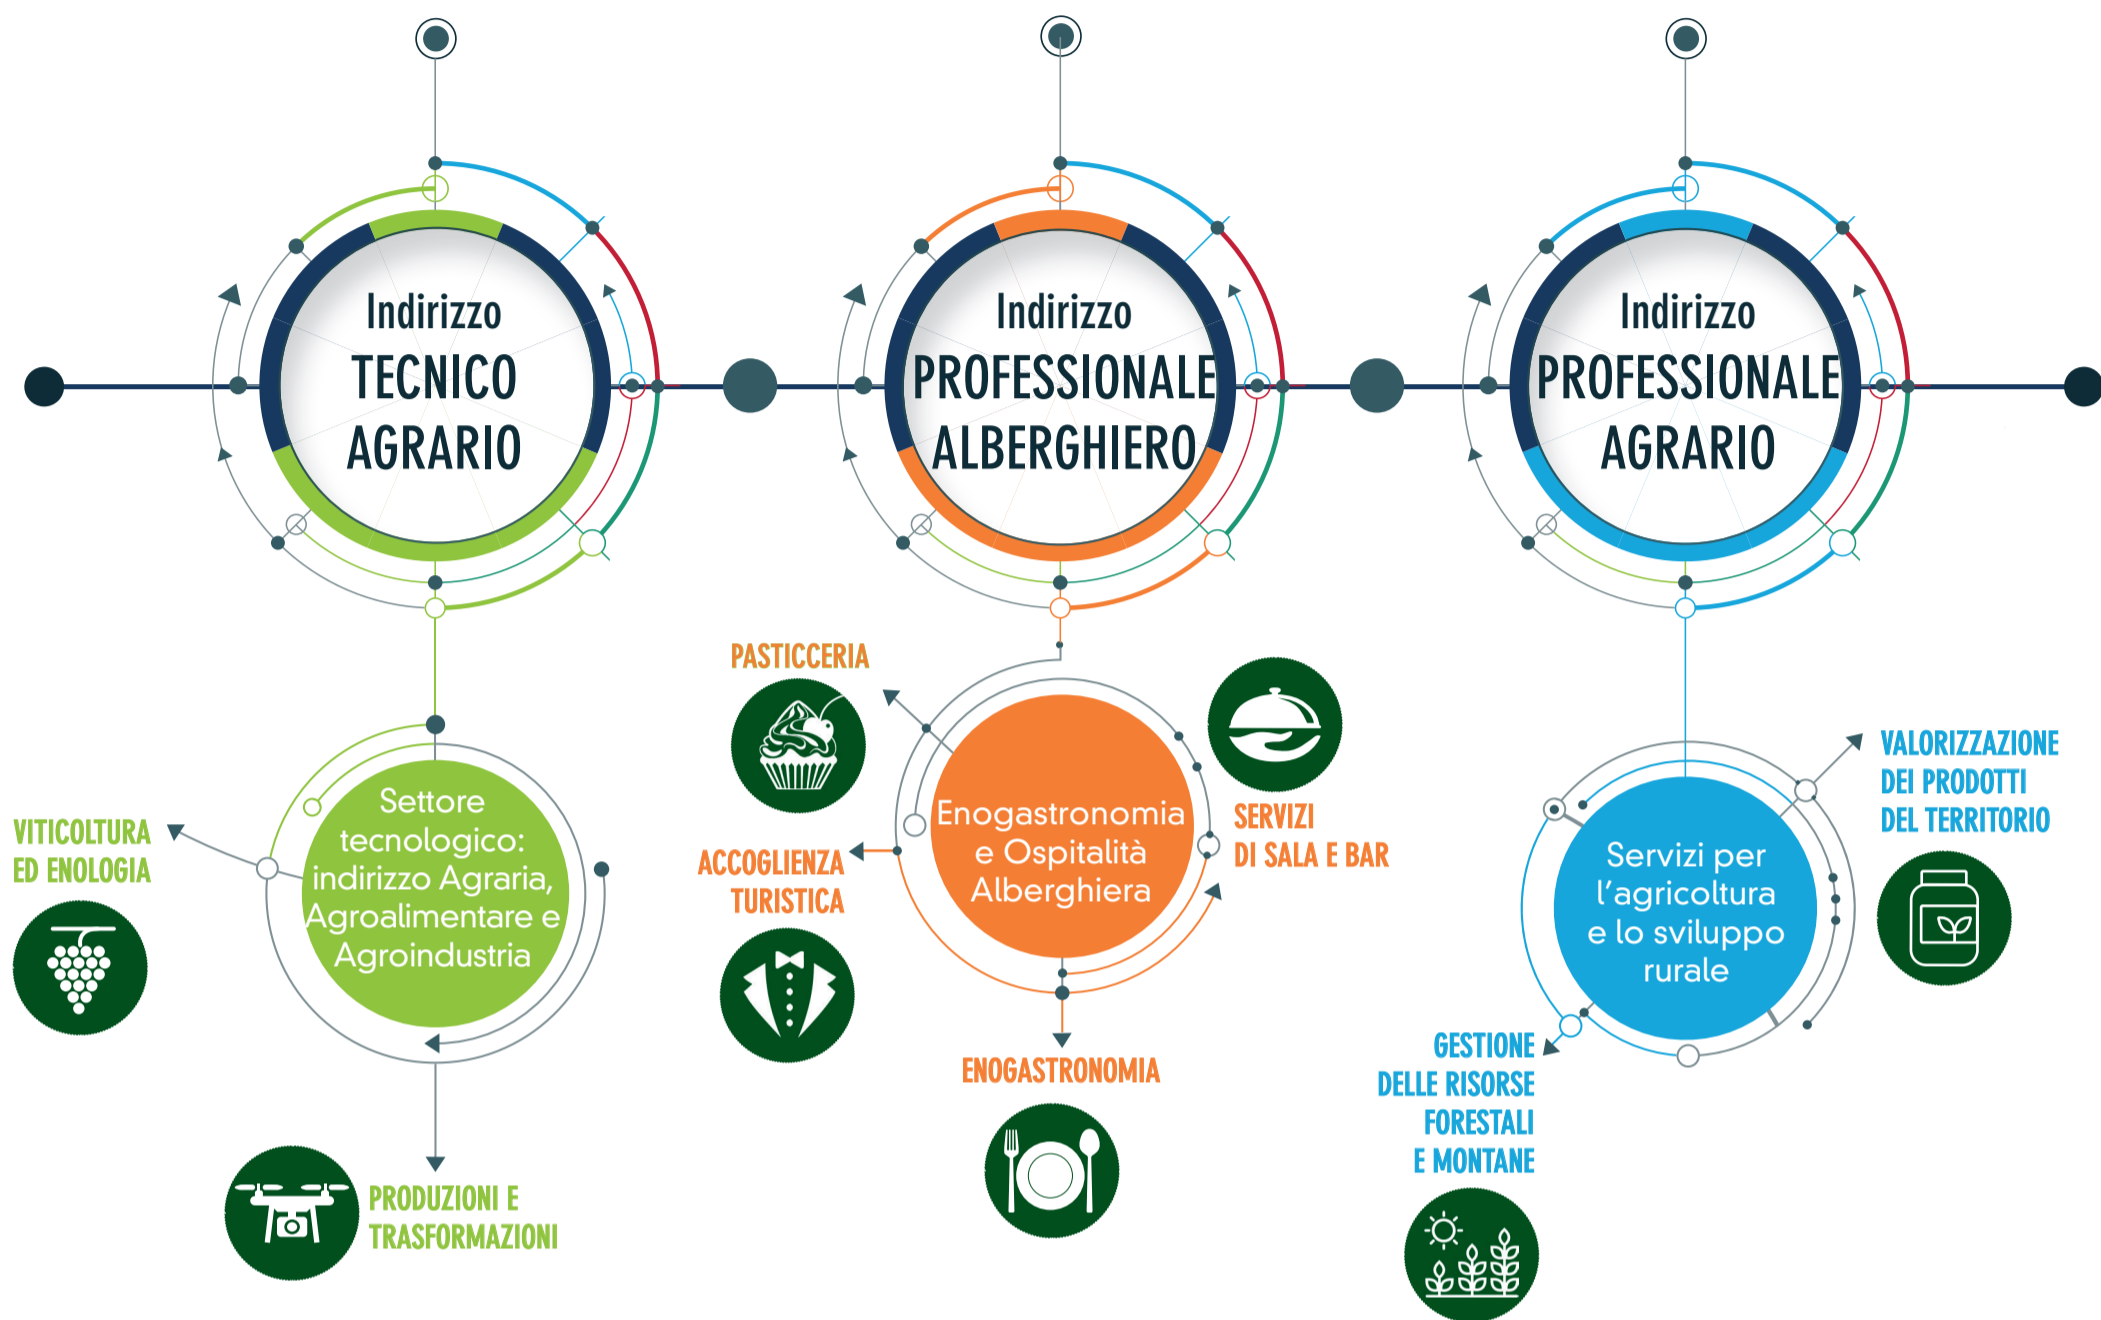 Indirizzo
TECNICO
AGRARIO
Indirizzo
PROFESSIONALE
ALBERGHIERO
Indirizzo
PROFESSIONALE
AGRARIO
Settore
tecnologico:
indirizzo Agraria,
Agroalimentare e
Agroindustria
VITICOLTURA
ED ENOLOGIA
PRODUZIONI E
TRASFORMAZIONI
PASTICCERIA
Enogastronomia
e Ospitalità
Alberghiera
SERVIZI
DI SALA E BAR
ACCOGLIENZA
TURISTICA
ENOGASTRONOMIA
VALORIZZAZIONE
DEI PRODOTTI
DEL TERRITORIO
Servizi per
l’agricoltura
e lo sviluppo
rurale
GESTIONE
DELLE RISORSE
FORESTALI
E MONTANE